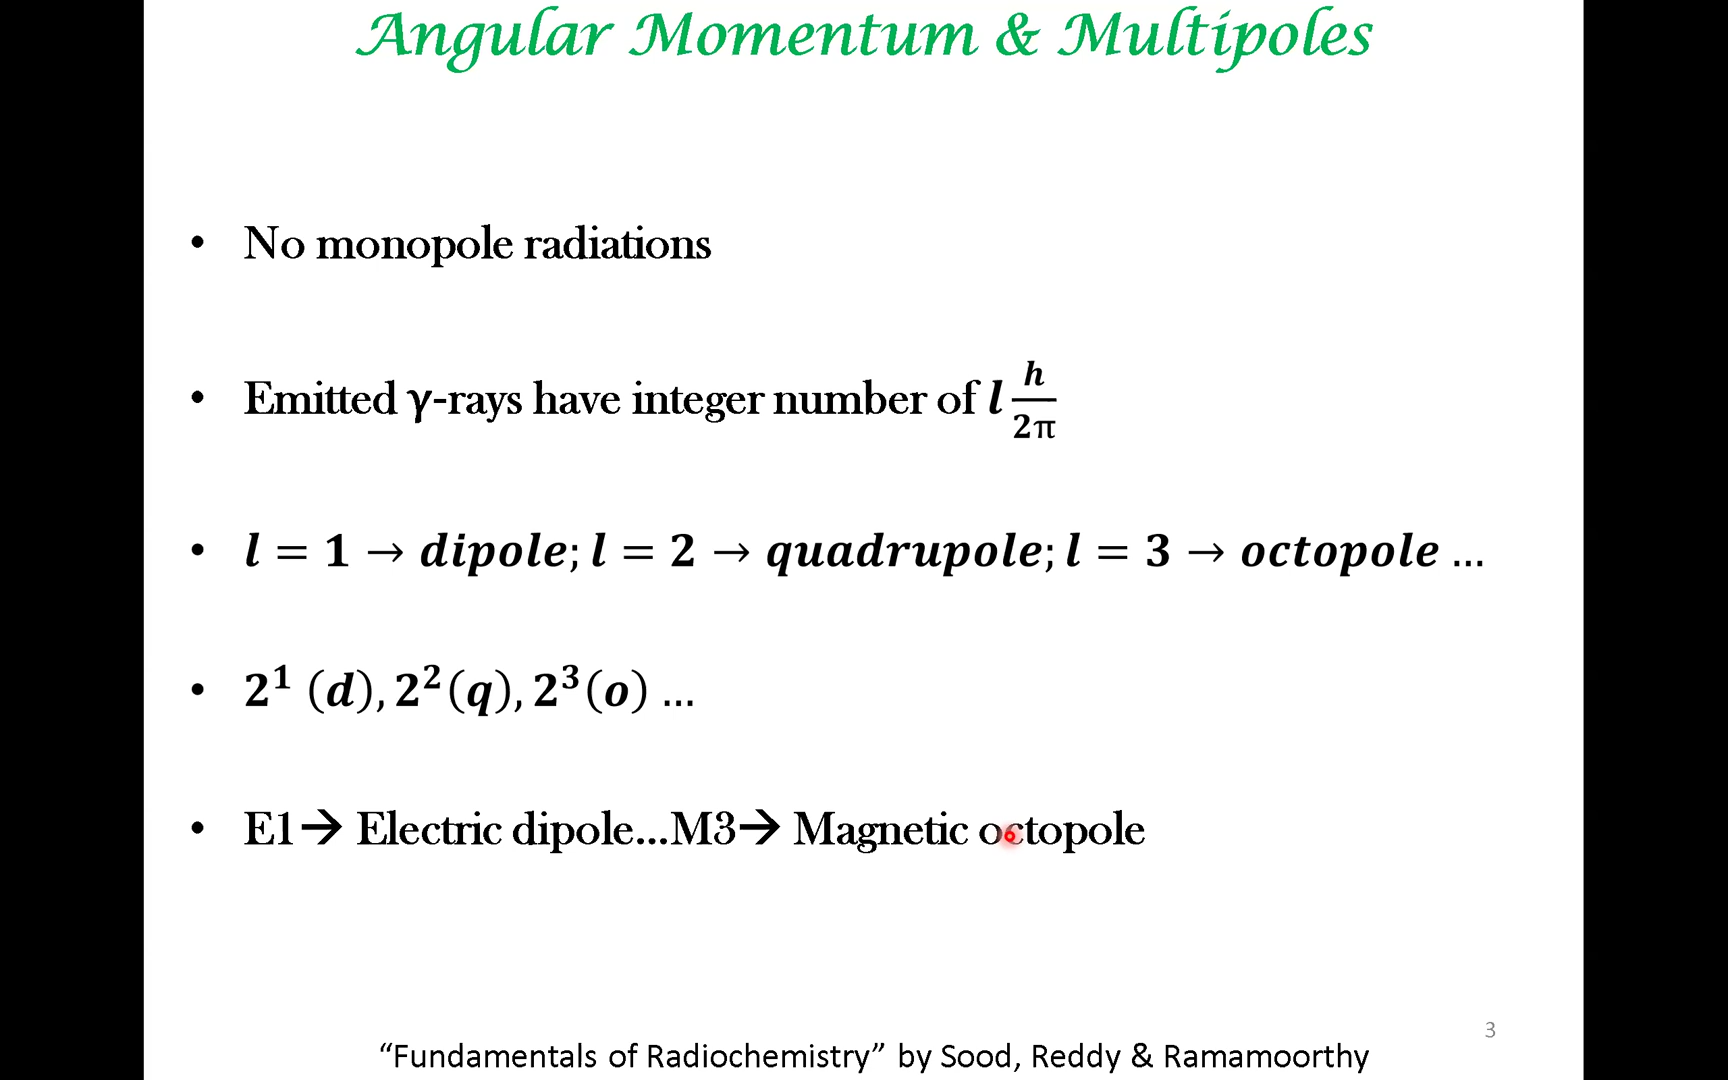 Angular Momentum & Multipoles
• No monopole radiations
• Emitted γ-rays have integer number of l h/2π
• l = 1 → dipole; l = 2 → quadrupole; l = 3 → octopole ...
• 2¹ (d), 2² (q), 2³ (o) ...
• E1→ Electric dipole...M3→ Magnetic octopole
3
“Fundamentals of Radiochemistry” by Sood, Reddy & Ramamoorthy